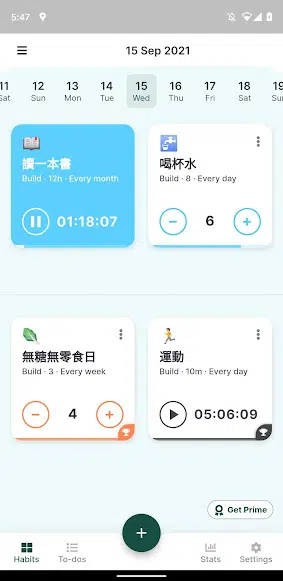 5:47
15 Sep 2021
11 12 13 14 15 16 17 18 19
Sat Sun Mon Tue Wed Thu Fri Sat Sun
讀一本書
Build · 12h · Every month
01:18:07
喝杯水
Build · 8 · Every day
6
無糖無零食日
Build · 3 · Every week
4
運動
Build · 10m · Every day
05:06:09
Get Prime
Habits To-dos Stats Settings